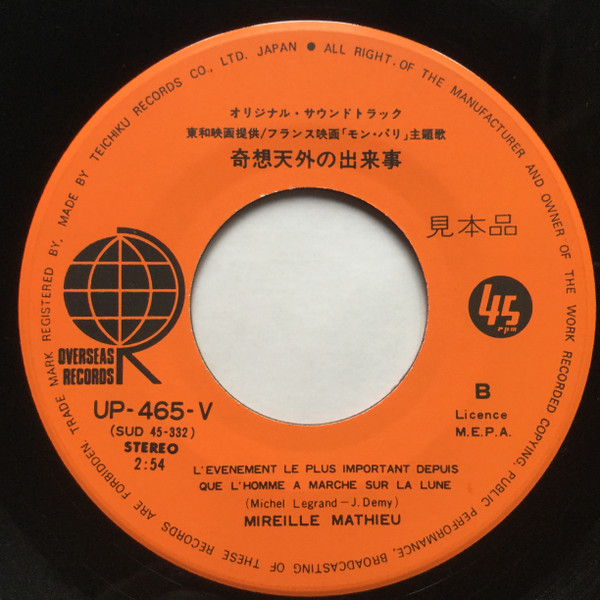 TRADE MARK REGISTERED BY, MADE BY TEICHIKU RECORDS CO., LTD. JAPAN ● ALL RIGHT. OF THE MANUFACTURER AND OWNER OF THE WORK RECORDED COPYING, PUBLIC PERFORMANCE, BROADCASTING OF THESE RECORDS ARE FORBIDDEN.
オリジナル・サウンドトラック
東和映画提供/フランス映画「モン・パリ」主題歌
奇想天外の出来事
見本品
45
rpm
OVERSEAS
RECORDS
UP-465-V
(SUD 45-332)
STEREO
2:54
B
Licence
M.E.P.A.
L'EVENEMENT LE PLUS IMPORTANT DEPUIS
QUE L'HOMME A MARCHE SUR LA LUNE
(Michel Legrand—J. Demy)
MIREILLE MATHIEU